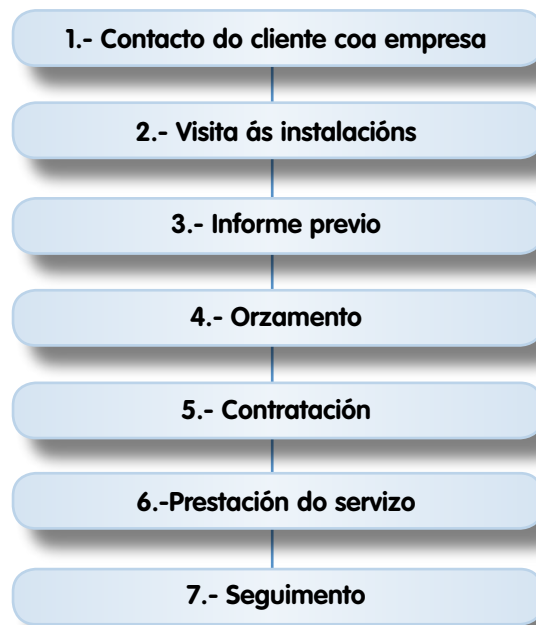 1.- Contacto do cliente coa empresa
2.- Visita ás instalacións
3.- Informe previo
4.- Orzamento
5.- Contratación
6.-Prestación do servizo
7.- Seguimento